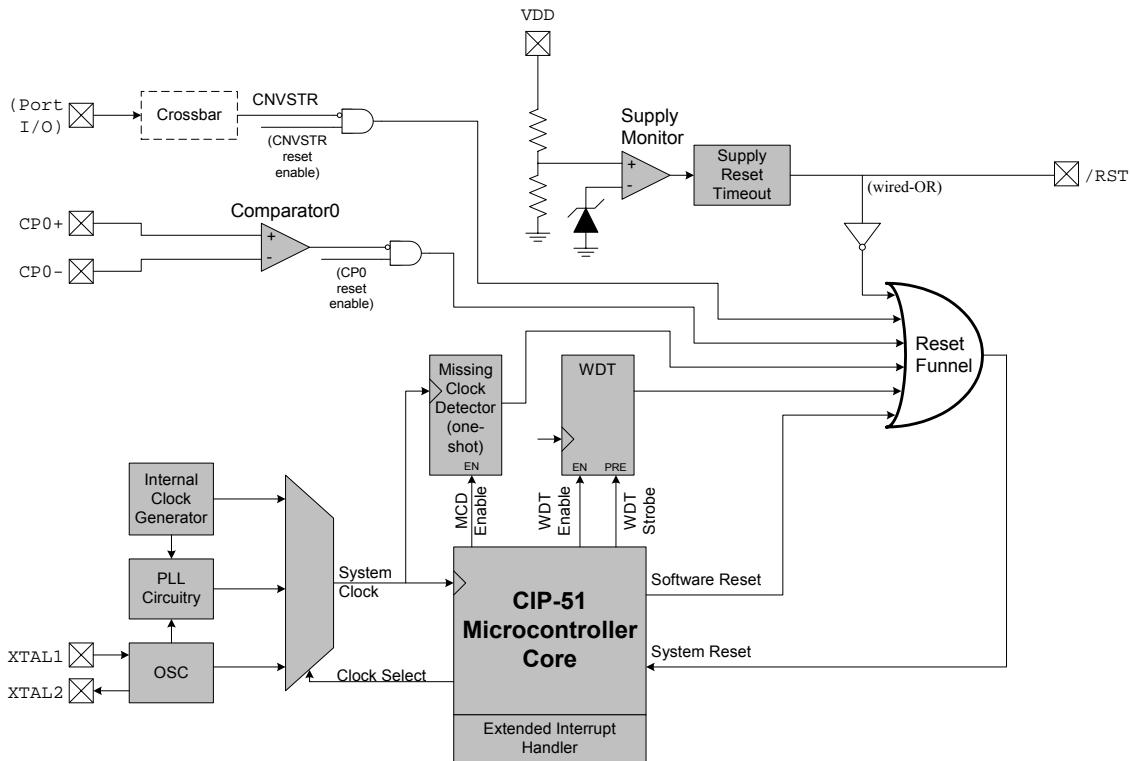 VDD
(Port
I/O)
Crossbar
CNVSTR
(CNVSTR
reset
enable)
Supply
Monitor
+
-
Supply
Reset
Timeout
(wired-OR)
/RST
CP0+
CP0-
Comparator0
+
-
(CP0
reset
enable)
Reset
Funnel
Missing
Clock
Detector
(one-
shot)
EN
WDT
EN
PRE
MCD
Enable
WDT
Enable
WDT
Strobe
Internal
Clock
Generator
PLL
Circuitry
OSC
XTAL1
XTAL2
System
Clock
Clock Select
CIP-51
Microcontroller
Core
Software Reset
System Reset
Extended Interrupt
Handler